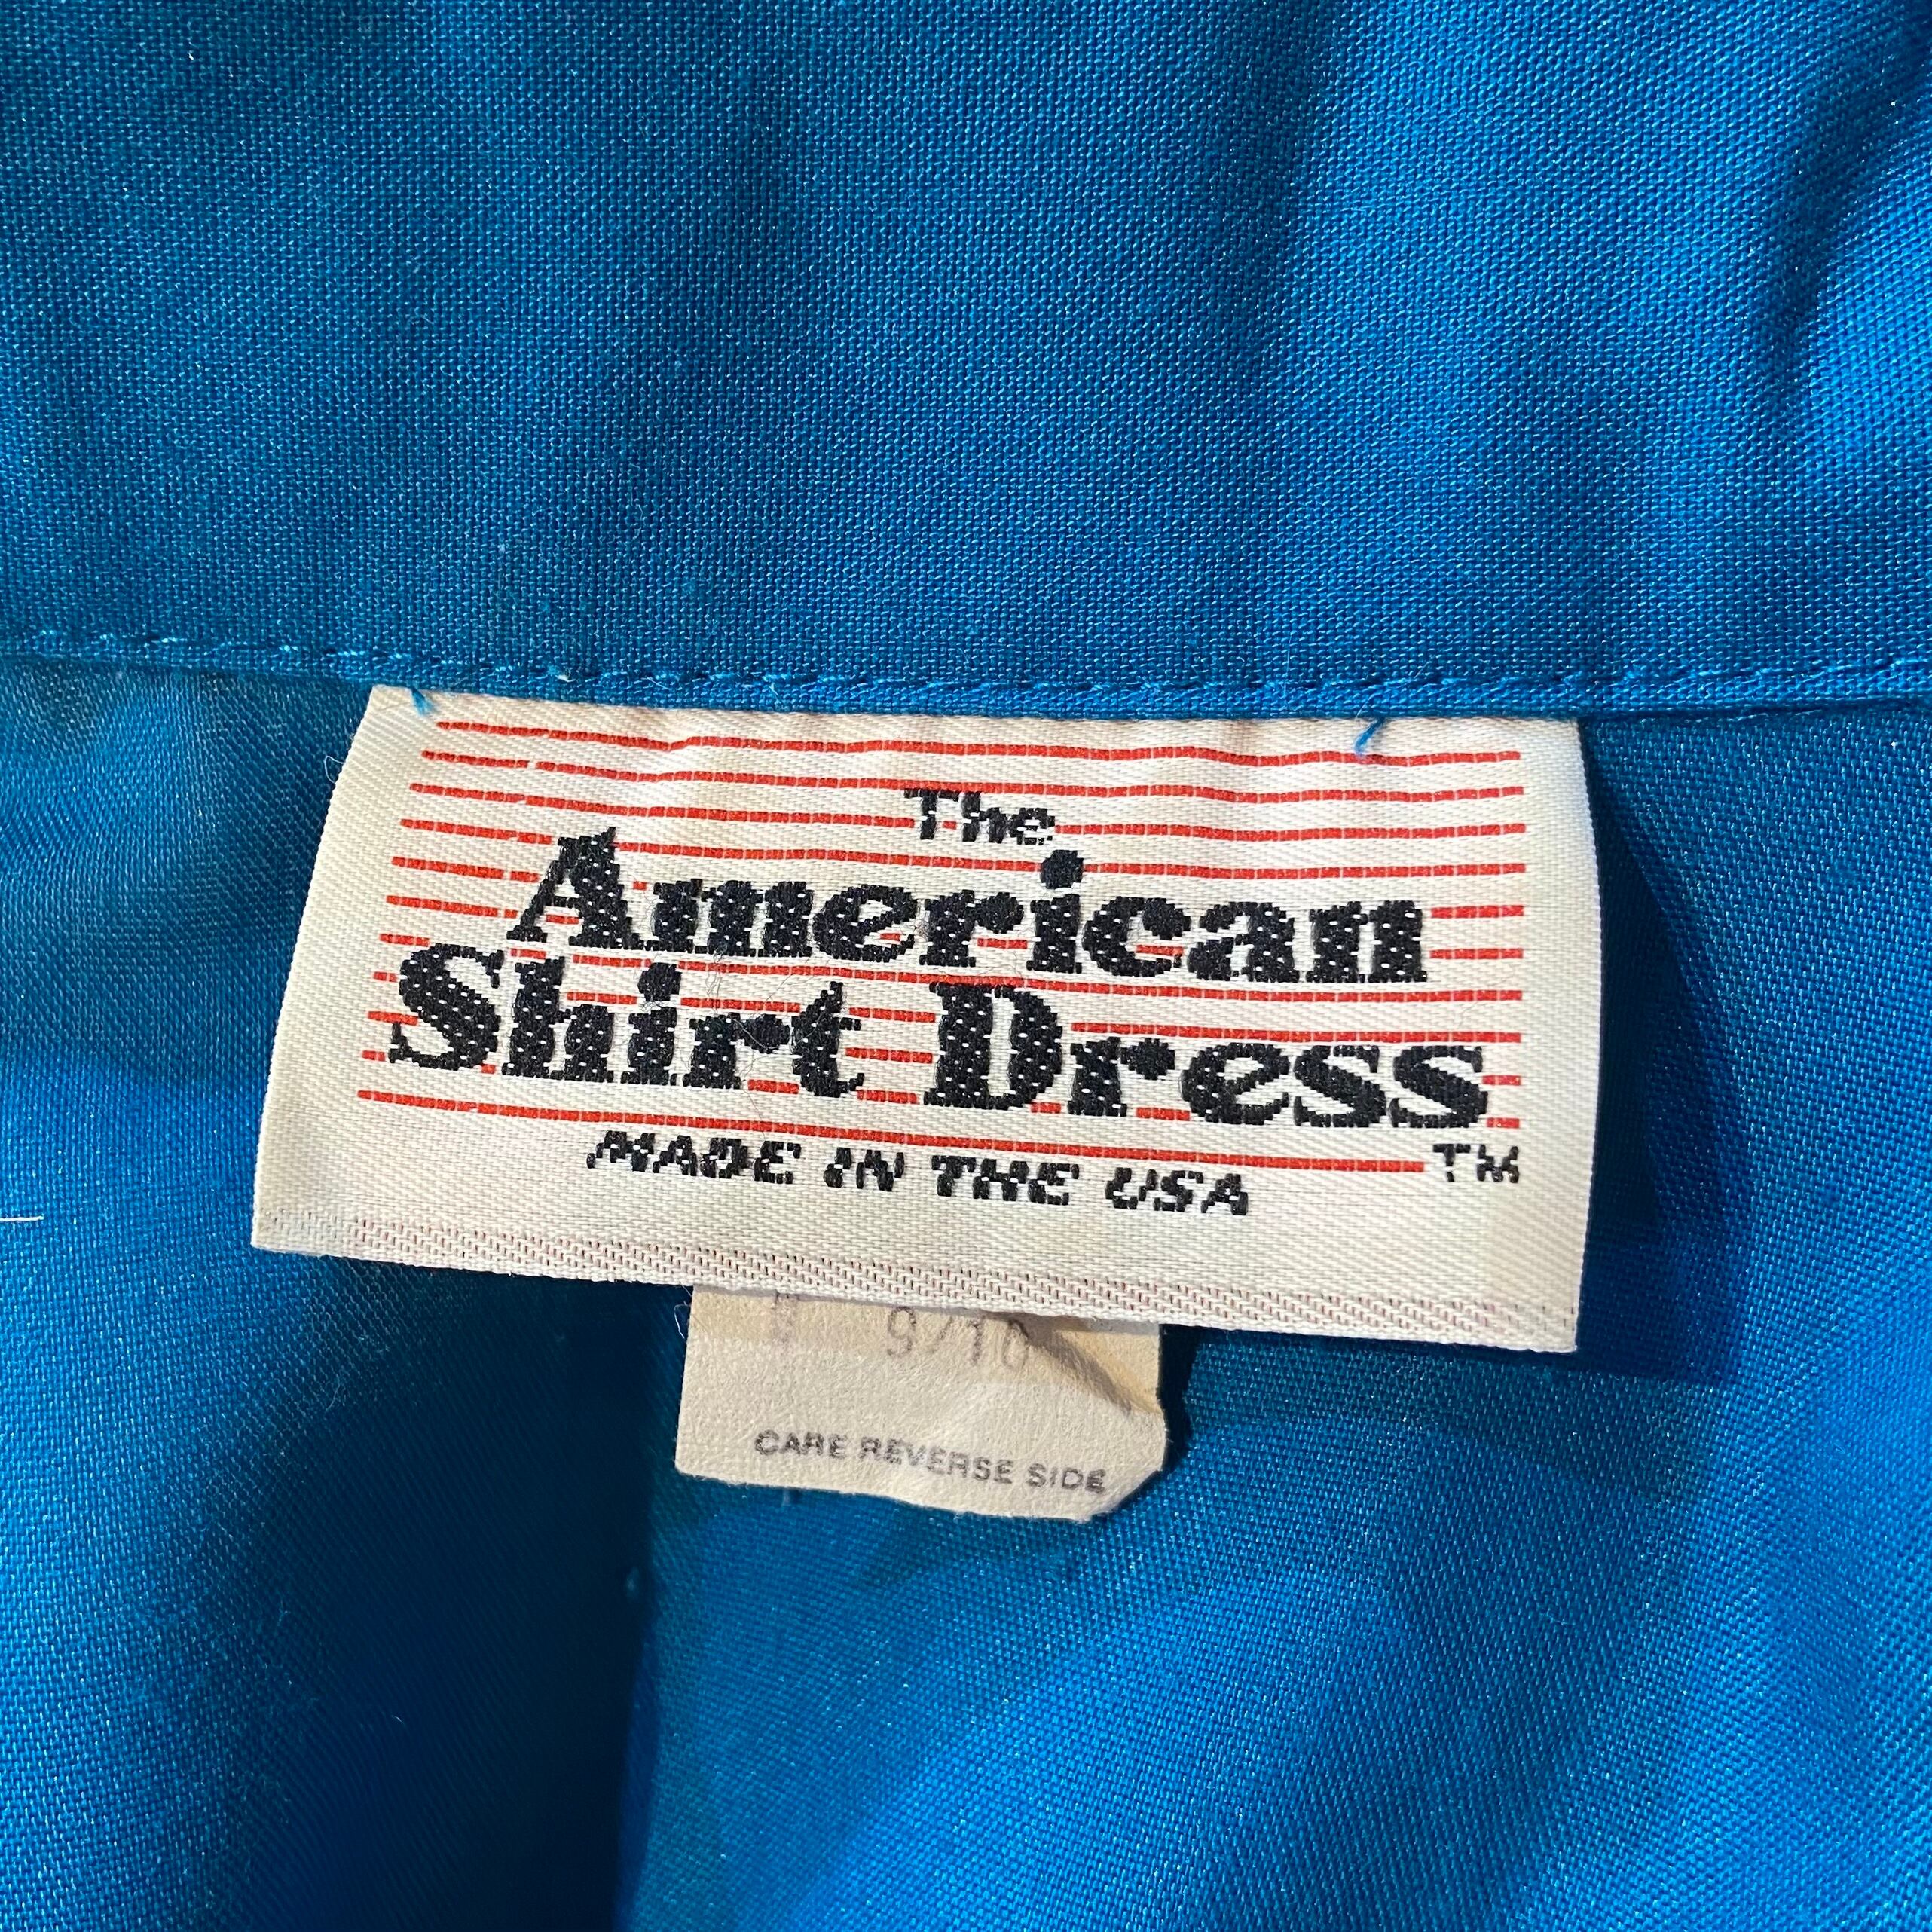 The
American
Shirt Dress
TM
MADE IN THE USA
9/10
CARE REVERSE SIDE